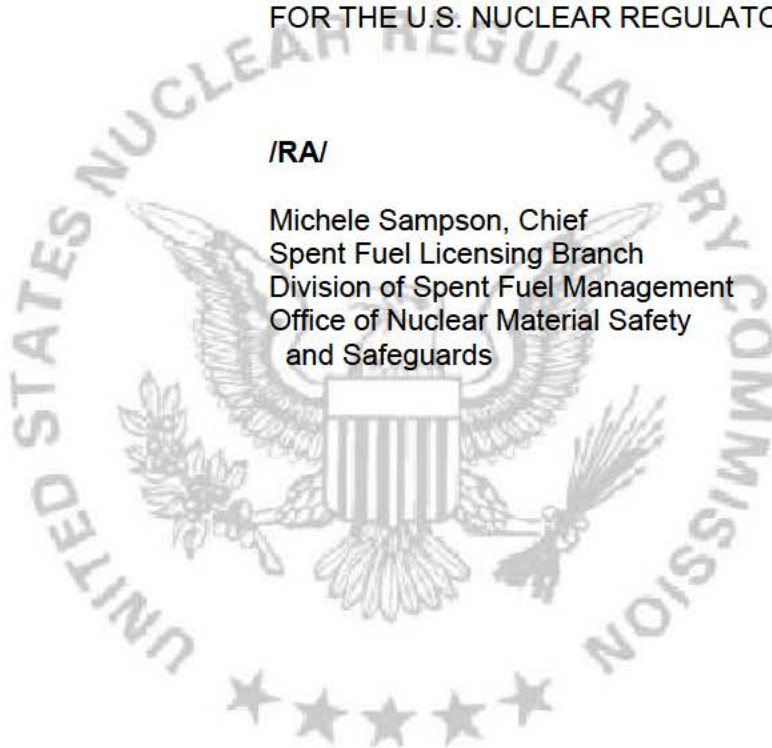 FOR THE U.S. NUCLEAR REGULATO
/RA/
Michele Sampson, Chief
Spent Fuel Licensing Branch
Division of Spent Fuel Management
Office of Nuclear Material Safety
and Safeguards
UNITED STATES NUCLEAR REGULATORY COMMISSION